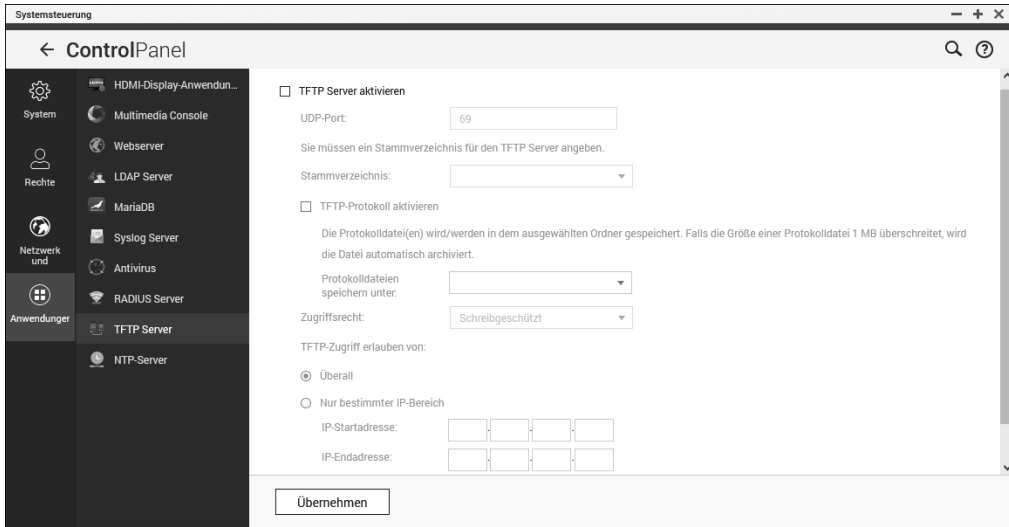 Systemsteuerung
ControlPanel
System
Rechte
Netzwerk
und
Anwendunger
HDMI-Display-Anwendun...
Multimedia Console
Webserver
LDAP Server
MariaDB
Syslog Server
Antivirus
RADIUS Server
TFTP Server
NTP-Server
TFTP Server aktivieren
UDP-Port: 69
Sie müssen ein Stammverzeichnis für den TFTP Server angeben.
Stammverzeichnis:
TFTP-Protokoll aktivieren
Die Protokolldatei(en) wird/werden in dem ausgewählten Ordner gespeichert. Falls die Größe einer Protokolldatei 1 MB überschreitet, wird
die Datei automatisch archiviert.
Protokolldateien
speichern unter:
Zugriffsrecht: Schreibgeschützt
TFTP-Zugriff erlauben von:
Überall
Nur bestimmter IP-Bereich
IP-Startadresse:
IP-Endadresse:
Übernehmen